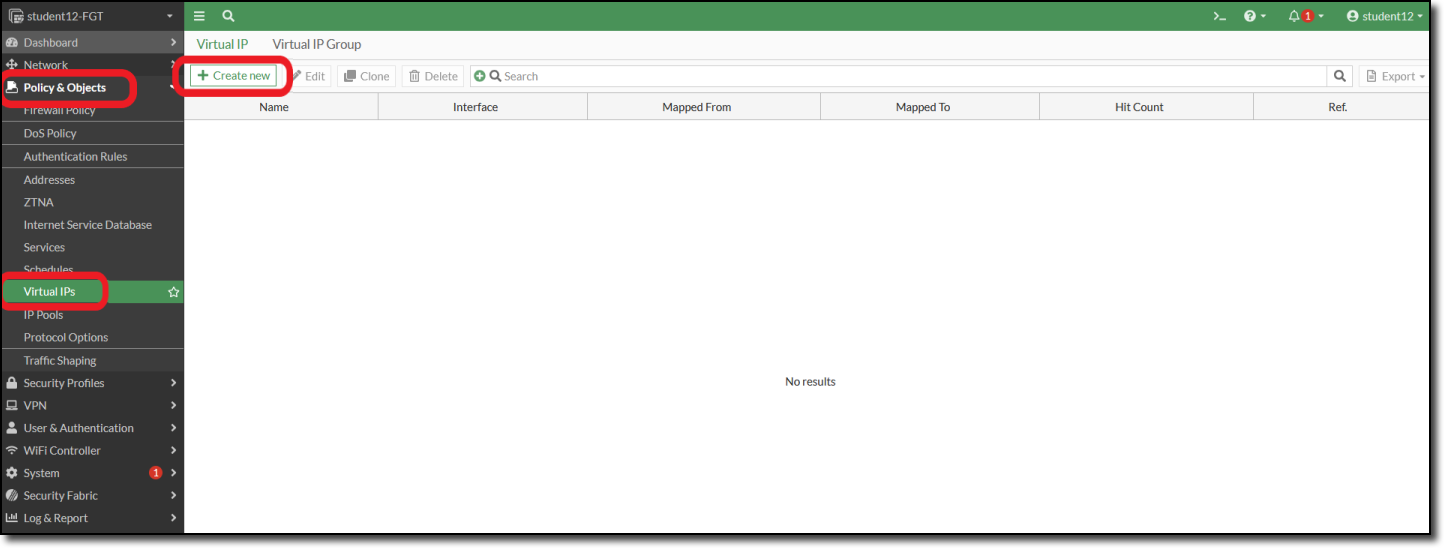 student12-FGT
>_ ? 1 student12
Dashboard
Network
Policy & Objects
Firewall Policy
DoS Policy
Authentication Rules
Addresses
ZTNA
Internet Service Database
Services
Schedules
Virtual IPs
IP Pools
Protocol Options
Traffic Shaping
Security Profiles
VPN
User & Authentication
WiFi Controller
System 1
Security Fabric
Log & Report
Virtual IP Virtual IP Group
+ Create new Edit Clone Delete Search Export
Name Interface Mapped From Mapped To Hit Count Ref.
No results